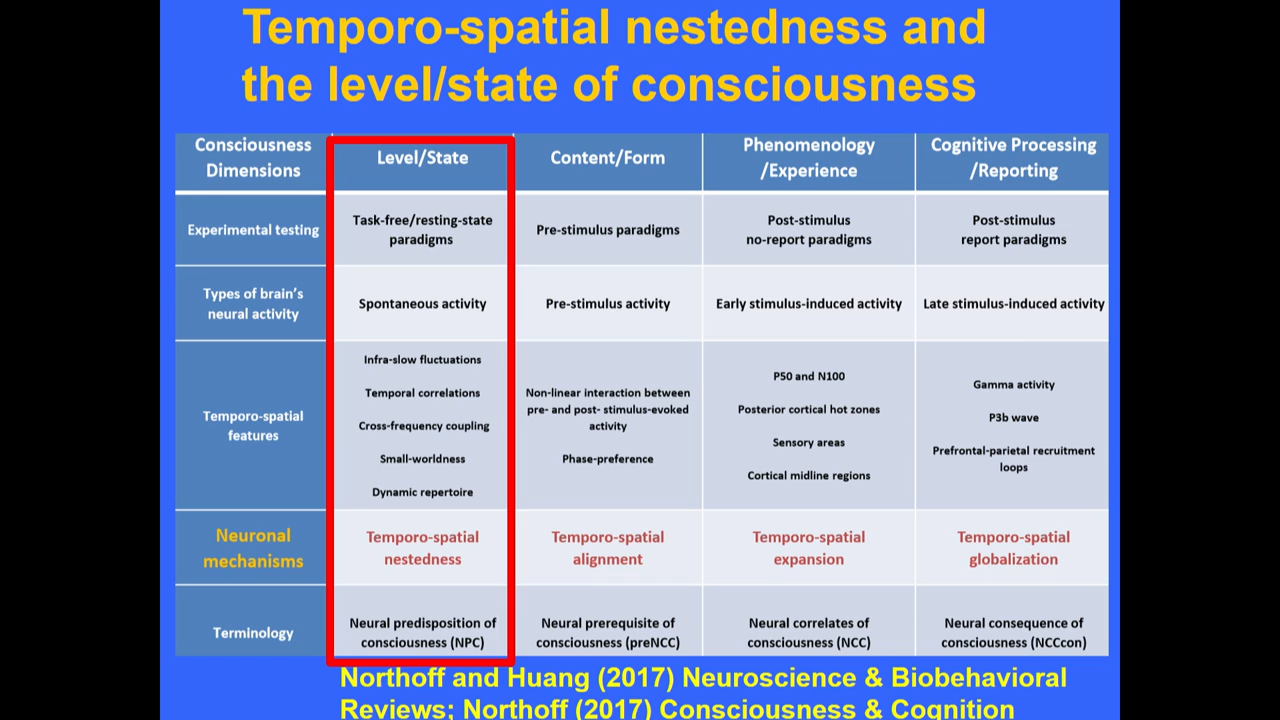 Temporo-spatial nestedness and
the level/state of consciousness
Consciousness
Dimensions
Level/State
Content/Form
Phenomenology
/Experience
Cognitive Processing
/Reporting
Experimental testing
Task-free/resting-state
paradigms
Pre-stimulus paradigms
Post-stimulus
no-report paradigms
Post-stimulus
report paradigms
Types of brain's
neural activity
Spontaneous activity
Pre-stimulus activity
Early stimulus-induced activity
Late stimulus-induced activity
Temporo-spatial
features
Infra-slow fluctuations
Temporal correlations
Cross-frequency coupling
Small-worldness
Dynamic repertoire
Non-linear interaction between
pre- and post- stimulus-evoked
activity
Phase-preference
P50 and N100
Posterior cortical hot zones
Sensory areas
Cortical midline regions
Gamma activity
P3b wave
Prefrontal-parietal recruitment
loops
Neuronal
mechanisms
Temporo-spatial
nestedness
Temporo-spatial
alignment
Temporo-spatial
expansion
Temporo-spatial
globalization
Terminology
Neural predisposition of
consciousness (NPC)
Neural prerequisite of
consciousness (preNCC)
Neural correlates of
consciousness (NCC)
Neural consequence of
consciousness (NCCcon)
Northoff and Huang (2017) Neuroscience & Biobehavioral
Reviews; Northoff (2017) Consciousness & Cognition